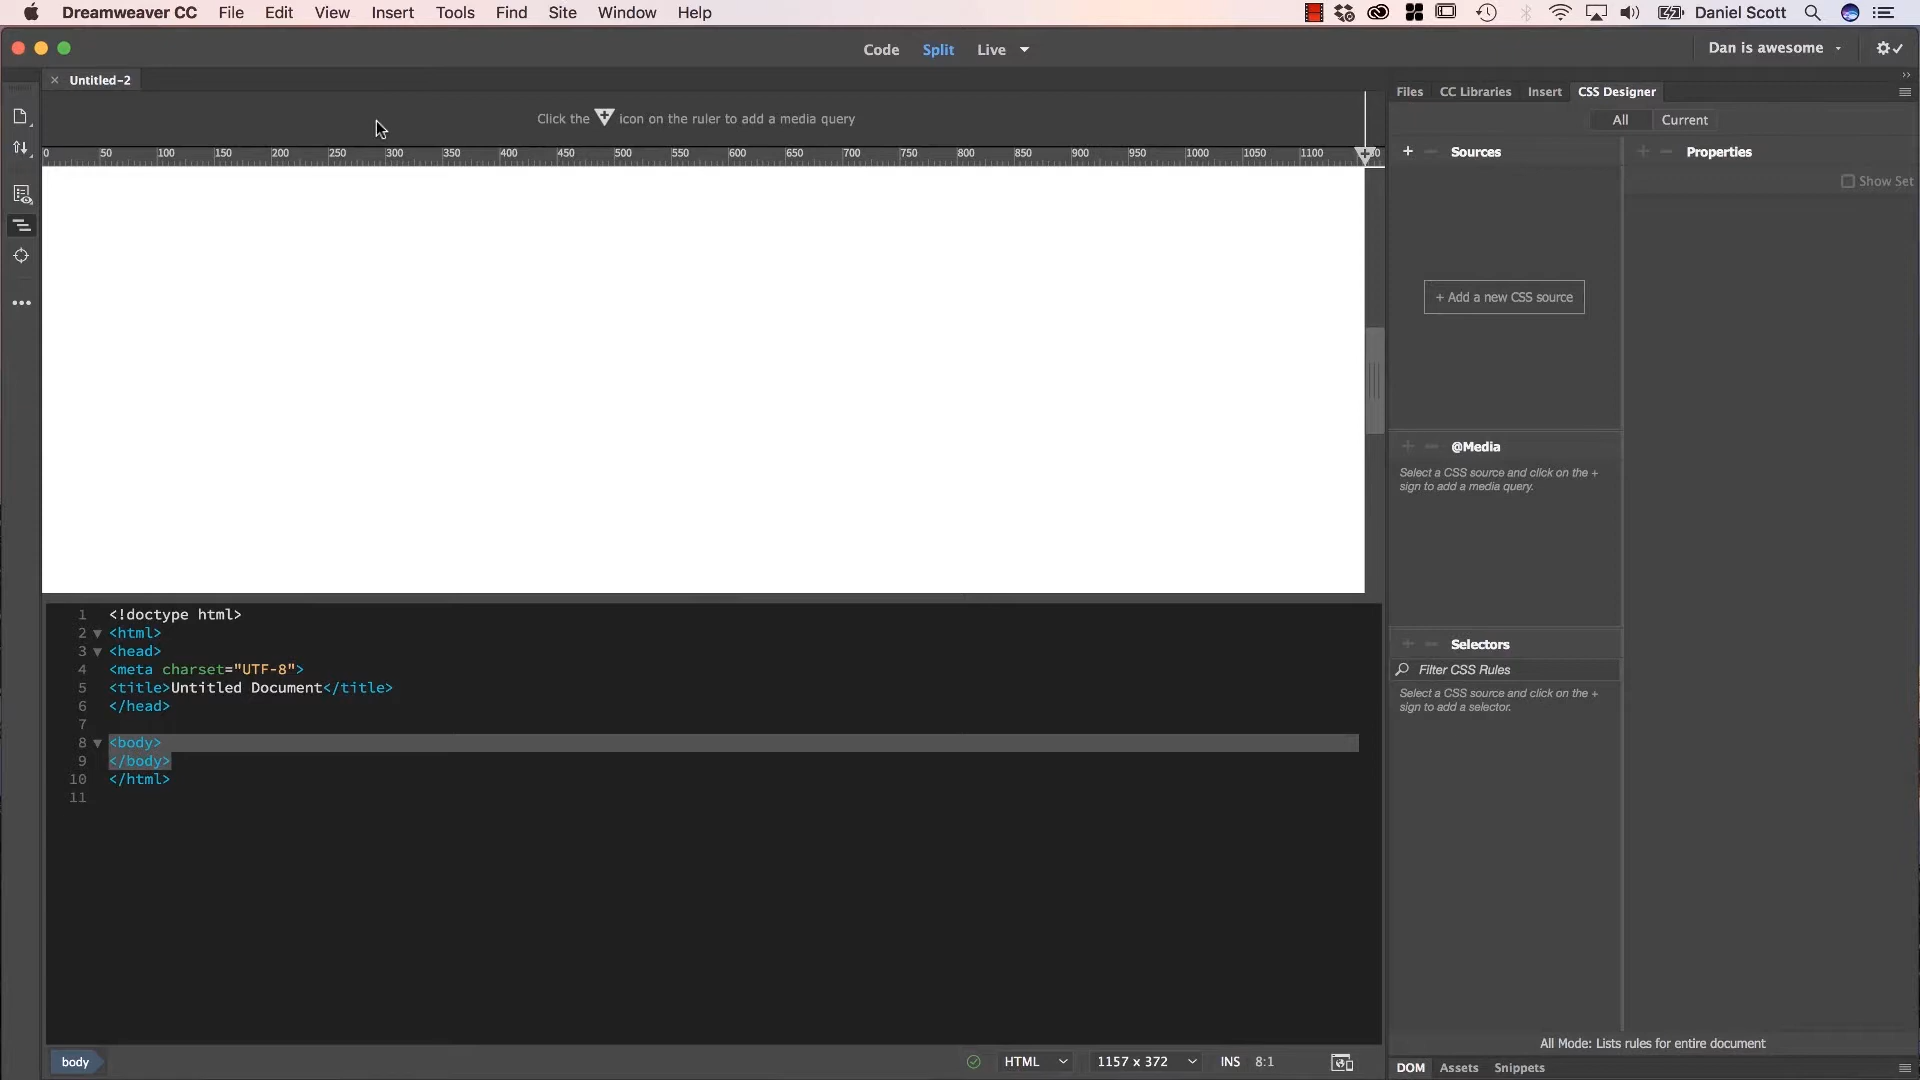 Dreamweaver CC File Edit View Insert Tools Find Site Window Help Daniel Scott
Code Split Live Dan is awesome
Untitled-2
Files CC Libraries Insert CSS Designer
Click the icon on the ruler to add a media query
All Current
0 50 100 150 200 250 300 350 400 450 500 550 600 650 700 750 800 850 900 950 1000 1050 1100
+ Sources
Properties
Show Set
+ Add a new CSS source
@Media
Select a CSS source and click on the +
sign to add a media query.
Selectors
Filter CSS Rules
Select a CSS source and click on the +
sign to add a selector.
1 <!doctype html>
2 <html>
3 <head>
4 <meta charset="UTF-8">
5 <title>Untitled Document</title>
6 </head>
7
8 <body>
9 </body>
10 </html>
11
All Mode: Lists rules for entire document
body HTML 1157 x 372 INS 8:1
DOM Assets Snippets